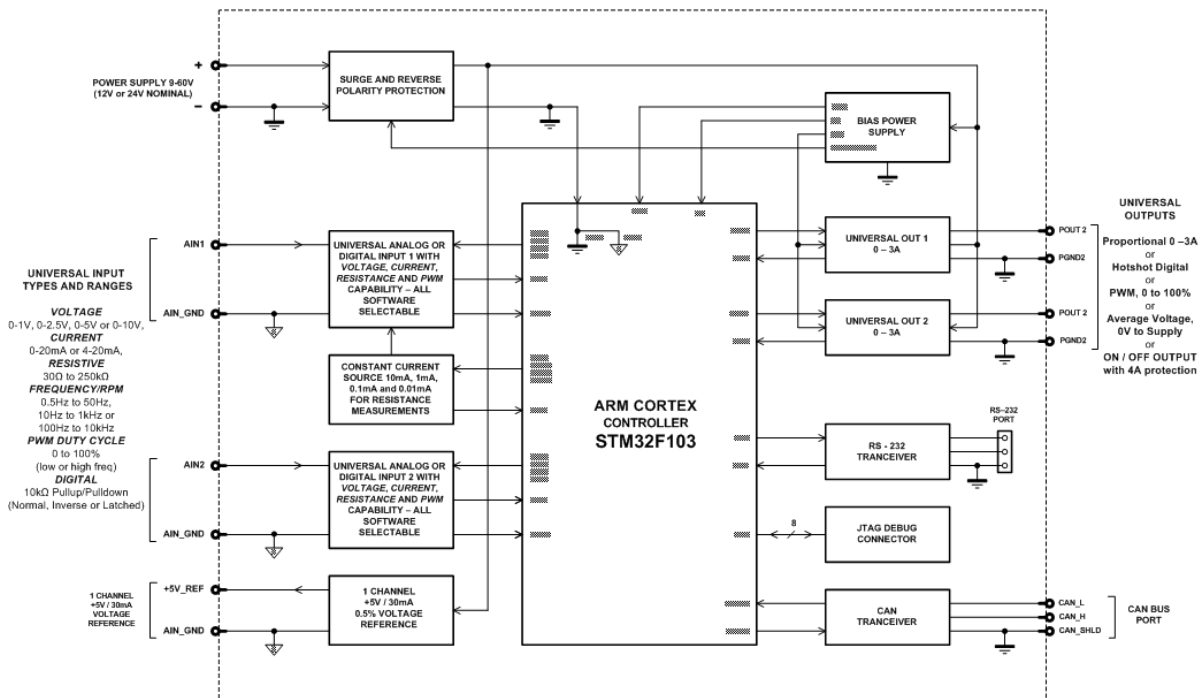 +
POWER SUPPLY 9-60V
(12V or 24V NOMINAL)
–
SURGE AND REVERSE
POLARITY PROTECTION
BIAS POWER
SUPPLY
UNIVERSAL INPUT
TYPES AND RANGES
VOLTAGE
0-1V, 0-2.5V, 0-5V or 0-10V,
CURRENT
0-20mA or 4-20mA,
RESISTIVE
30Ω to 250kΩ
FREQUENCY/RPM
0.5Hz to 50Hz,
10Hz to 1kHz or
100Hz to 10kHz
PWM DUTY CYCLE
0 to 100%
(low or high freq)
DIGITAL
10kΩ Pullup/Pulldown
(Normal, Inverse or Latched)
AIN1
AIN_GND
AIN2
AIN_GND
1 CHANNEL
+5V / 30mA
VOLTAGE
REFERENCE
+5V_REF
AIN_GND
UNIVERSAL ANALOG OR
DIGITAL INPUT 1 WITH
VOLTAGE, CURRENT,
RESISTANCE AND PWM
CAPABILITY – ALL
SOFTWARE
SELECTABLE
CONSTANT CURRENT
SOURCE 10mA, 1mA,
0.1mA and 0.01mA
FOR RESISTANCE
MEASUREMENTS
UNIVERSAL ANALOG OR
DIGITAL INPUT 2 WITH
VOLTAGE, CURRENT,
RESISTANCE AND PWM
CAPABILITY – ALL
SOFTWARE
SELECTABLE
1 CHANNEL
+5V / 30mA
0.5% VOLTAGE
REFERENCE
ARM CORTEX
CONTROLLER
STM32F103
UNIVERSAL OUT 1
0 –3A
UNIVERSAL OUT 2
0 –3A
RS - 232
TRANCEIVER
RS–232
PORT
8
JTAG DEBUG
CONNECTOR
CAN
TRANCEIVER
POUT 2
PGND2
POUT 2
PGND2
UNIVERSAL
OUTPUTS
Proportional 0 –3A
or
Hotshot Digital
or
PWM, 0 to 100%
or
Average Voltage,
0V to Supply
or
ON / OFF OUTPUT
with 4A protection
CAN_L
CAN_H
CAN_SHLD
CAN BUS
PORT